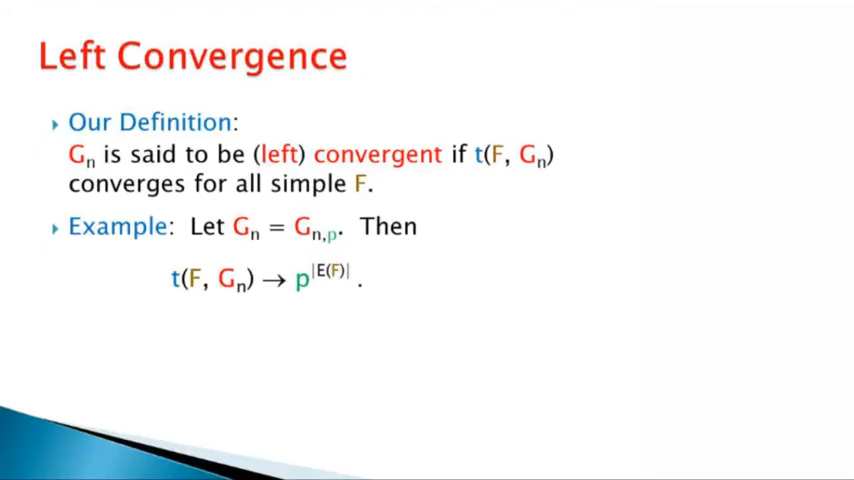 Left Convergence
Our Definition:
Gn is said to be (left) convergent if t(F, Gn)
converges for all simple F.
Example: Let Gn = Gn,p. Then
t(F, Gn) → p|E(F)| .